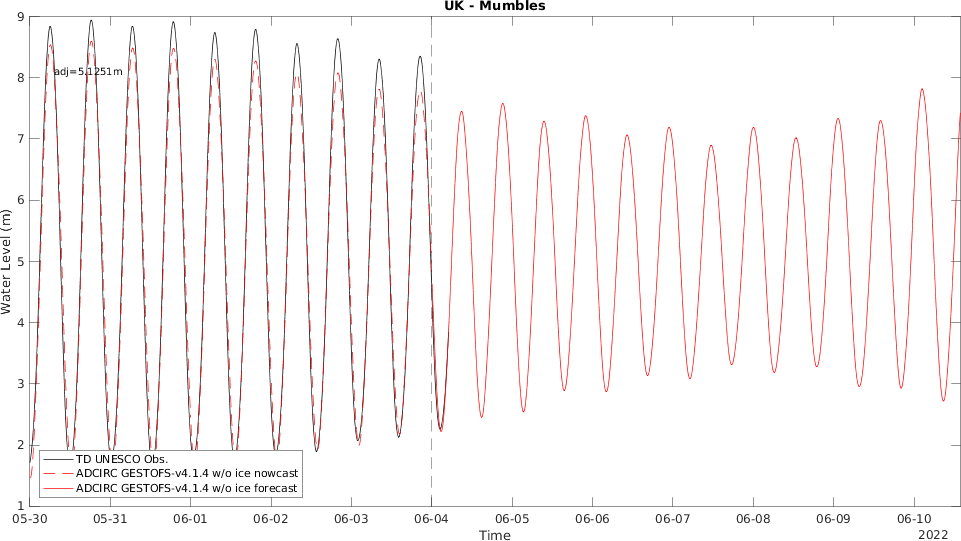 UK - Mumbles
9
8
7
6
5
4
3
2
1
Water Level (m)
adj=5.1251m
TD UNESCO Obs.
ADCIRC GESTOFS-v4.1.4 w/o ice nowcast
ADCIRC GESTOFS-v4.1.4 w/o ice forecast
05-30 05-31 06-01 06-02 06-03 06-04 06-05 06-06 06-07 06-08 06-09 06-10
Time
2022